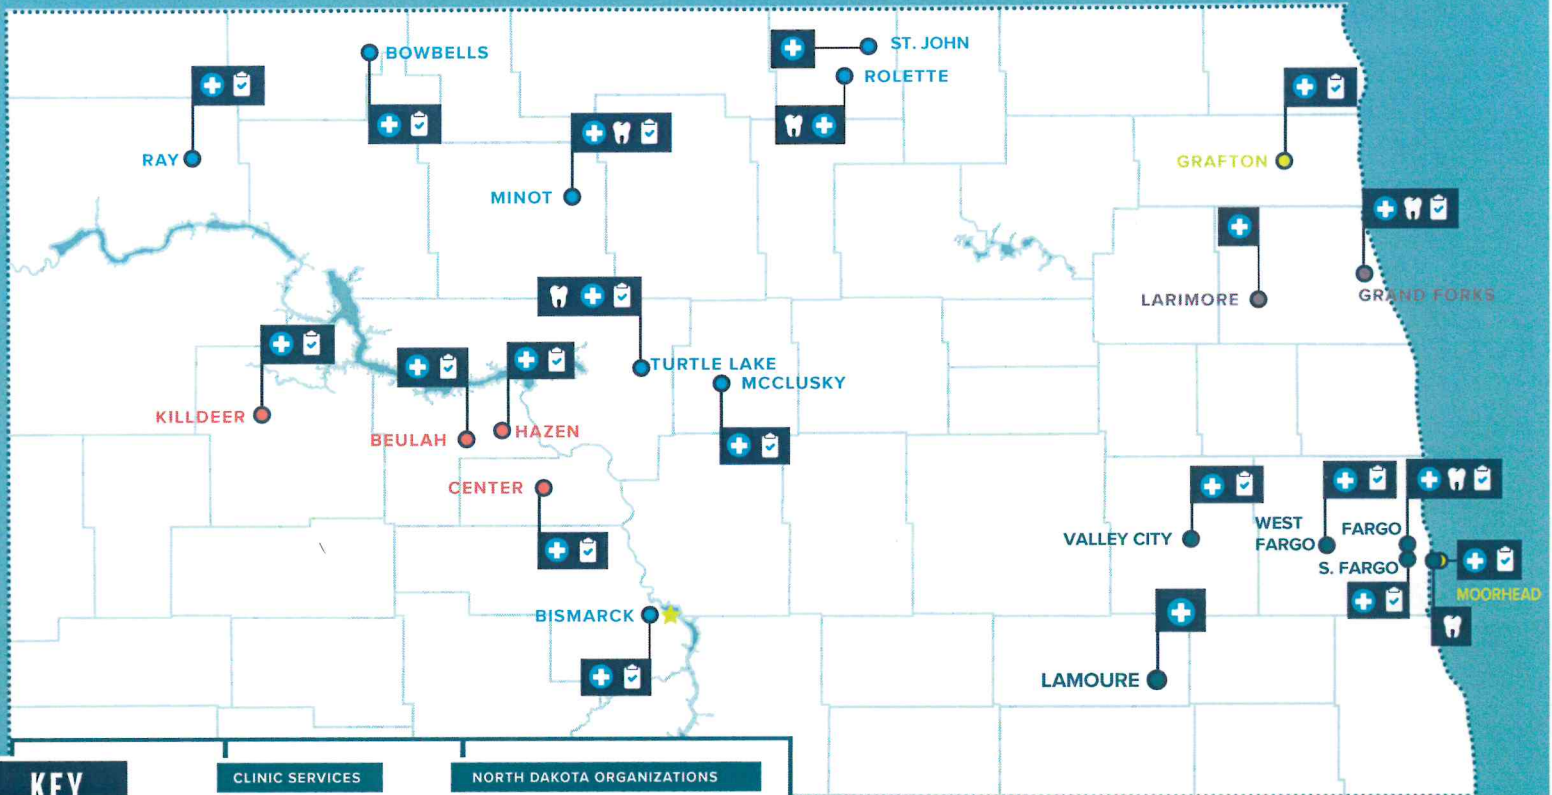 BOWBELLS
ST. JOHN
ROLETTE
RAY
GRAFTON
MINOT
LARIMORE
GRAND FORKS
TURTLE LAKE
MCCLUSKY
KILLDEER
BEULAH
HAZEN
CENTER
VALLEY CITY
WEST
FARGO
FARGO
S. FARGO
MOORHEAD
BISMARCK
LAMOURE
KEY
CLINIC SERVICES
NORTH DAKOTA ORGANIZATIONS